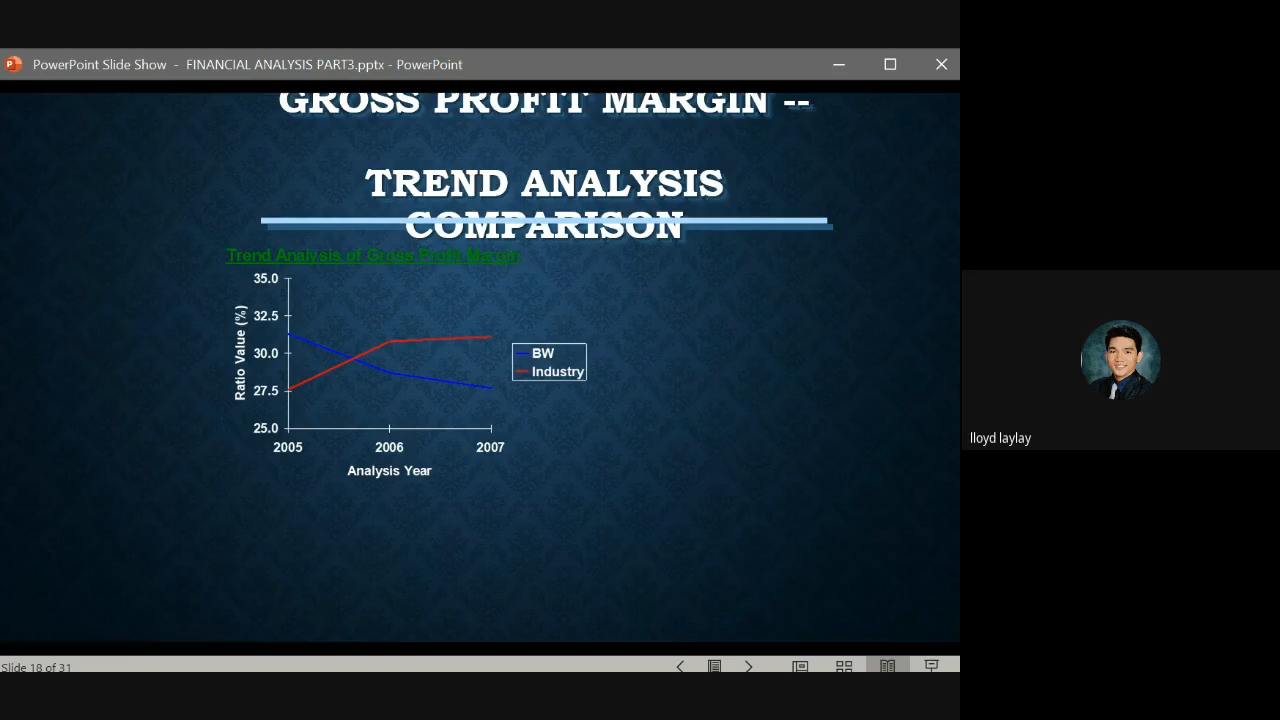 PowerPoint Slide Show - FINANCIAL ANALYSIS PART3.pptx - PowerPoint
GROSS PROFIT MARGIN --
TREND ANALYSIS
COMPARISON
Trend Analysis of Gross Profit Margin
35.0
32.5
30.0
27.5
25.0
Ratio Value (%)
2005 2006 2007
Analysis Year
BW
Industry
lloyd laylay
Slide 18 of 31